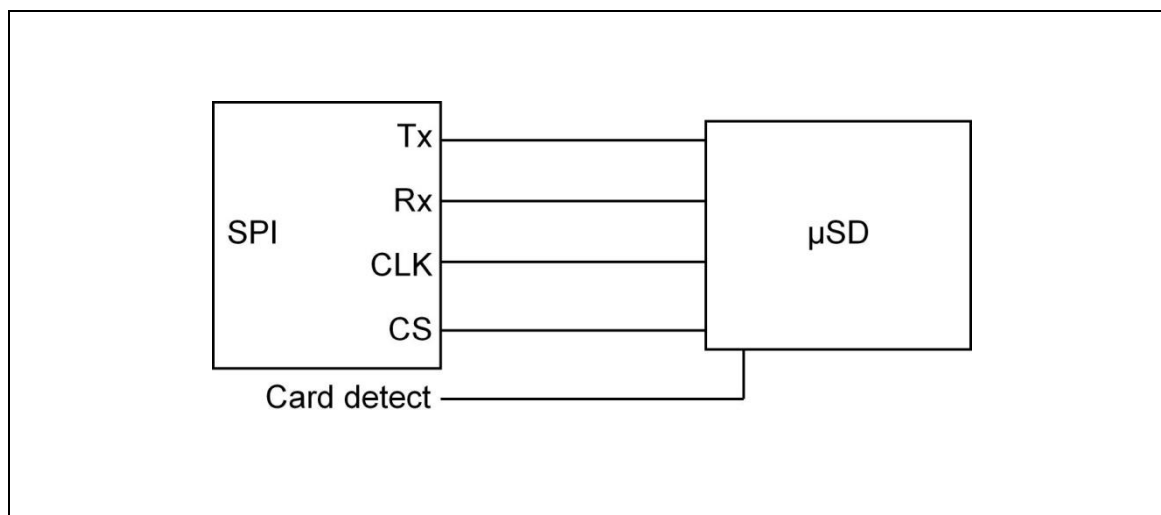 Tx
Rx
SPI
µSD
CLK
CS
Card detect